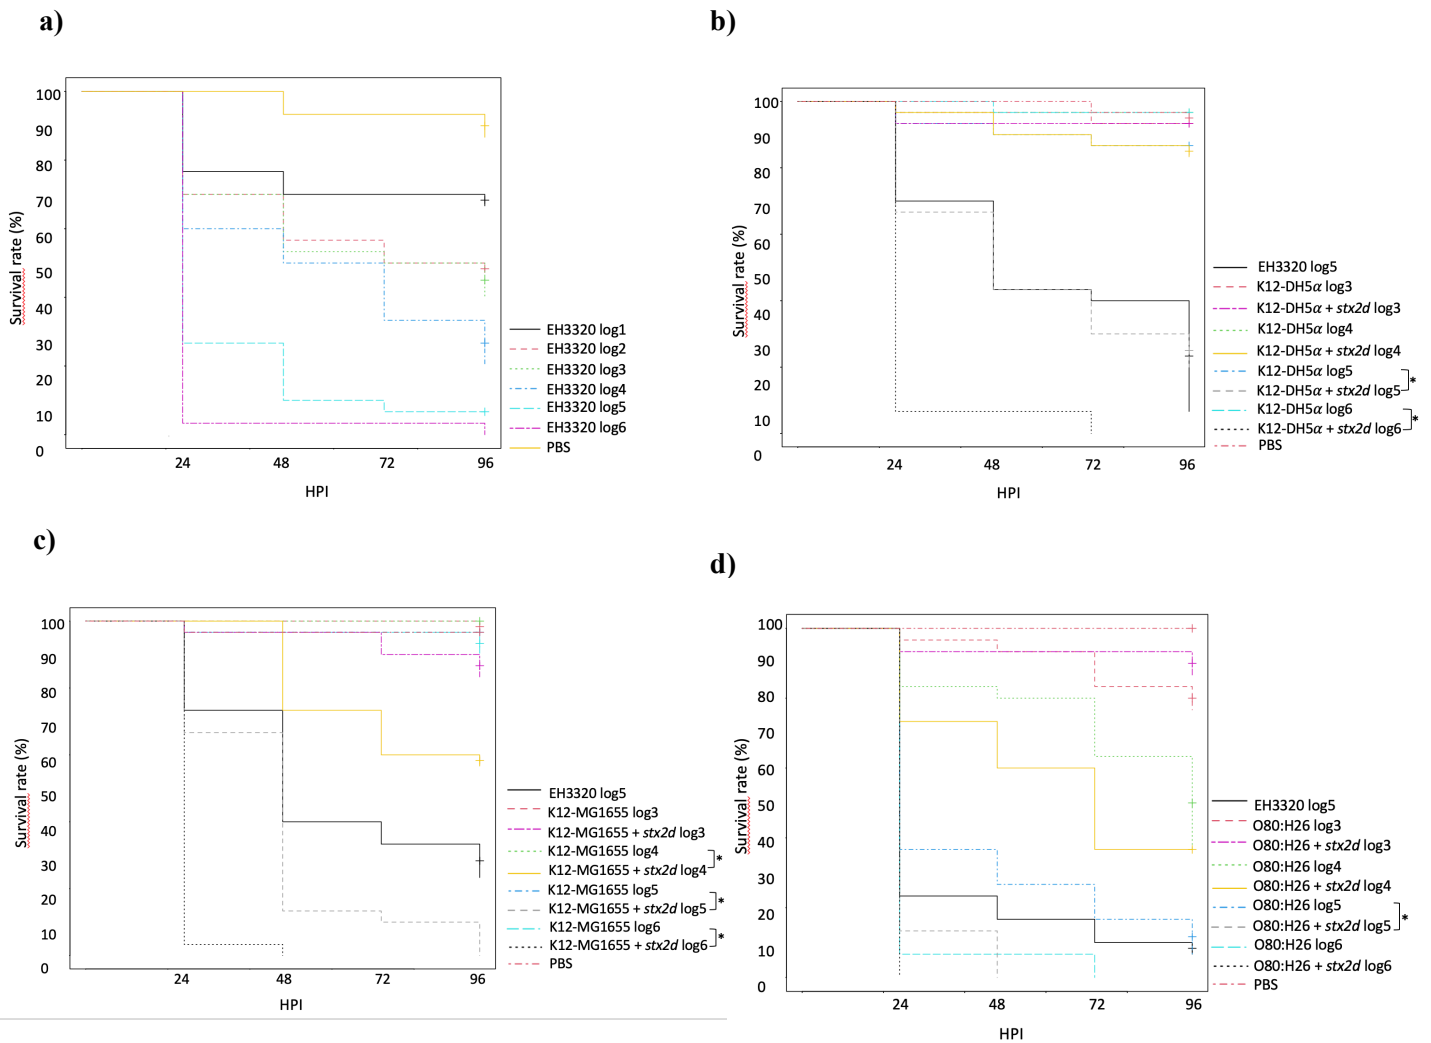 a)
100
90
80
70
60
50
40
30
20
10
0
Survival rate (%)
24 48 72 96
HPI
EH3320 log1
EH3320 log2
EH3320 log3
EH3320 log4
EH3320 log5
EH3320 log6
PBS
b)
100
90
80
70
60
50
40
30
20
10
0
Survival rate (%)
24 48 72 96
HPI
EH3320 log5
K12-DH5α log3
K12-DH5α + stx2d log3
K12-DH5α log4
K12-DH5α + stx2d log4
K12-DH5α log5
K12-DH5α + stx2d log5
*
K12-DH5α log6
K12-DH5α + stx2d log6
*
PBS
c)
100
90
80
70
60
50
40
30
20
10
0
Survival rate (%)
24 48 72 96
HPI
EH3320 log5
K12-MG1655 log3
K12-MG1655 + stx2d log3
K12-MG1655 log4
K12-MG1655 + stx2d log4
*
K12-MG1655 log5
K12-MG1655 + stx2d log5
*
K12-MG1655 log6
K12-MG1655 + stx2d log6
*
PBS
d)
100
90
80
70
60
50
40
30
20
10
0
Survival rate (%)
24 48 72 96
HPI
EH3320 log5
O80:H26 log3
O80:H26 + stx2d log3
O80:H26 log4
O80:H26 + stx2d log4
O80:H26 log5
O80:H26 + stx2d log5
*
O80:H26 log6
O80:H26 + stx2d log6
PBS